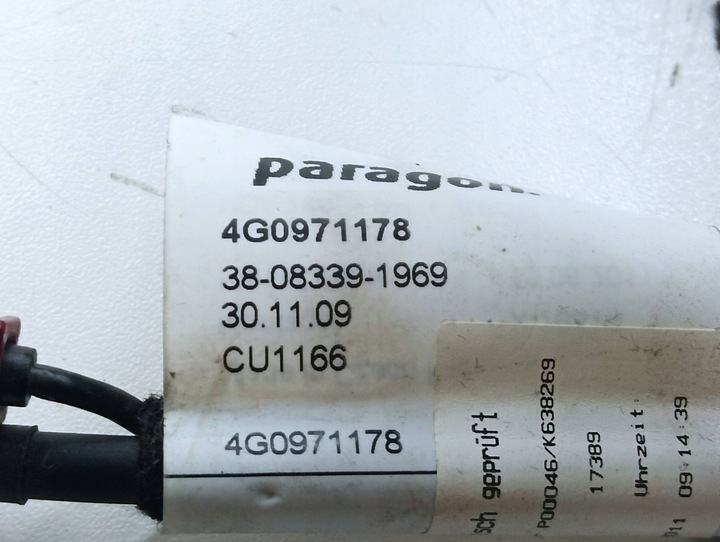 paragon
4G0971178
38-08339-1969
30.11.09
CU1166
4G0971178
geprüft
P00046/K638269
17389
Uhrzeit:
09:14:39